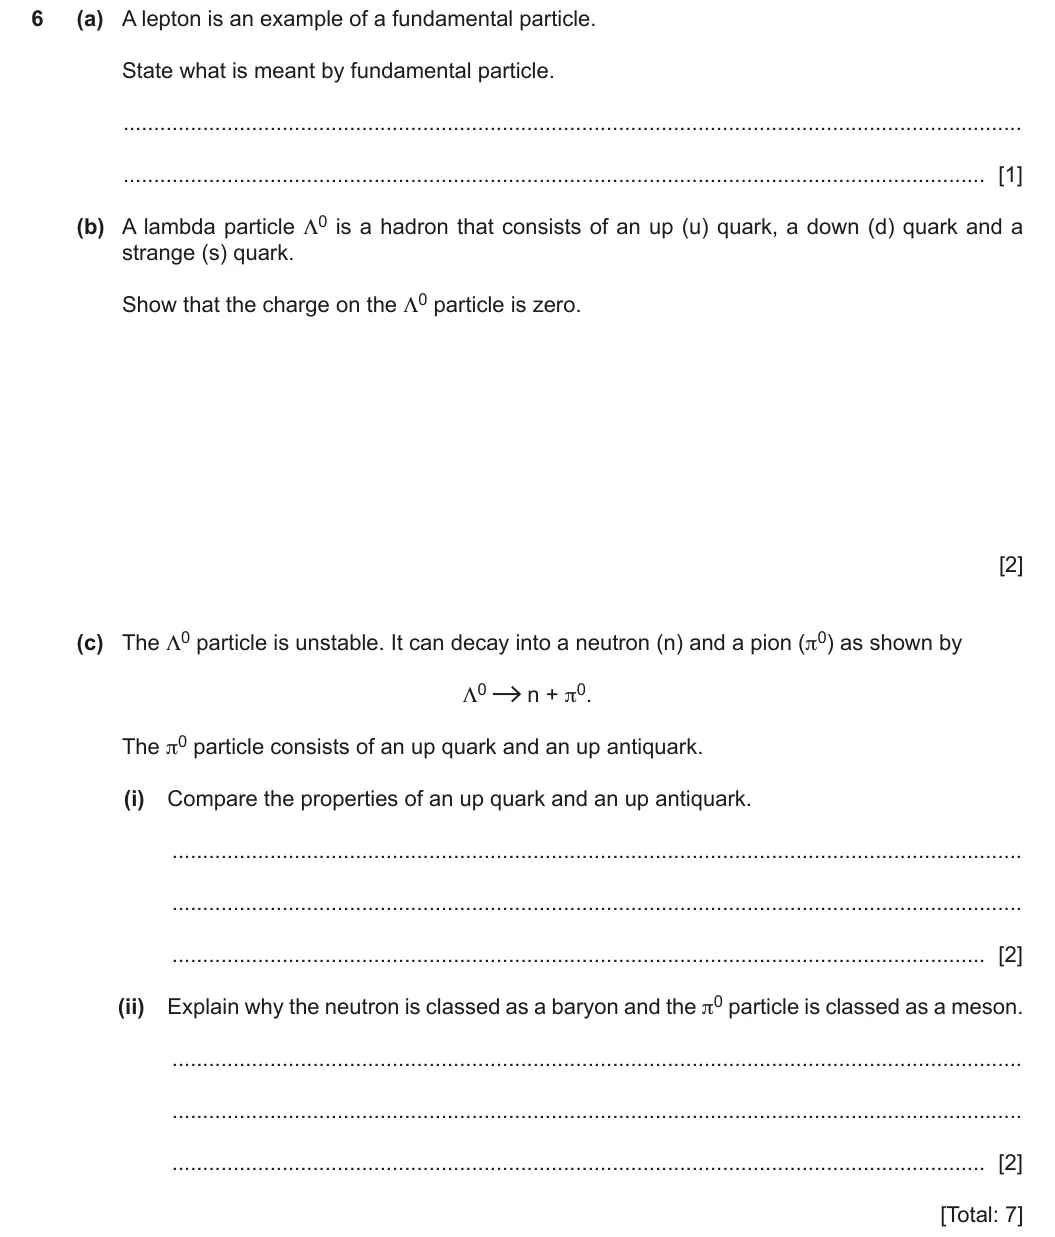 6 (a) A lepton is an example of a fundamental particle.
State what is meant by fundamental particle.
..........................................................................................................................................................
.................................................................................................................................................... [1]
(b) A lambda particle Λ⁰ is a hadron that consists of an up (u) quark, a down (d) quark and a
strange (s) quark.
Show that the charge on the Λ⁰ particle is zero.
[2]
(c) The Λ⁰ particle is unstable. It can decay into a neutron (n) and a pion (π⁰) as shown by
Λ⁰ → n + π⁰.
The π⁰ particle consists of an up quark and an up antiquark.
(i) Compare the properties of an up quark and an up antiquark.
..................................................................................................................................................
..................................................................................................................................................
............................................................................................................................................ [2]
(ii) Explain why the neutron is classed as a baryon and the π⁰ particle is classed as a meson.
..................................................................................................................................................
..................................................................................................................................................
............................................................................................................................................ [2]
[Total: 7]